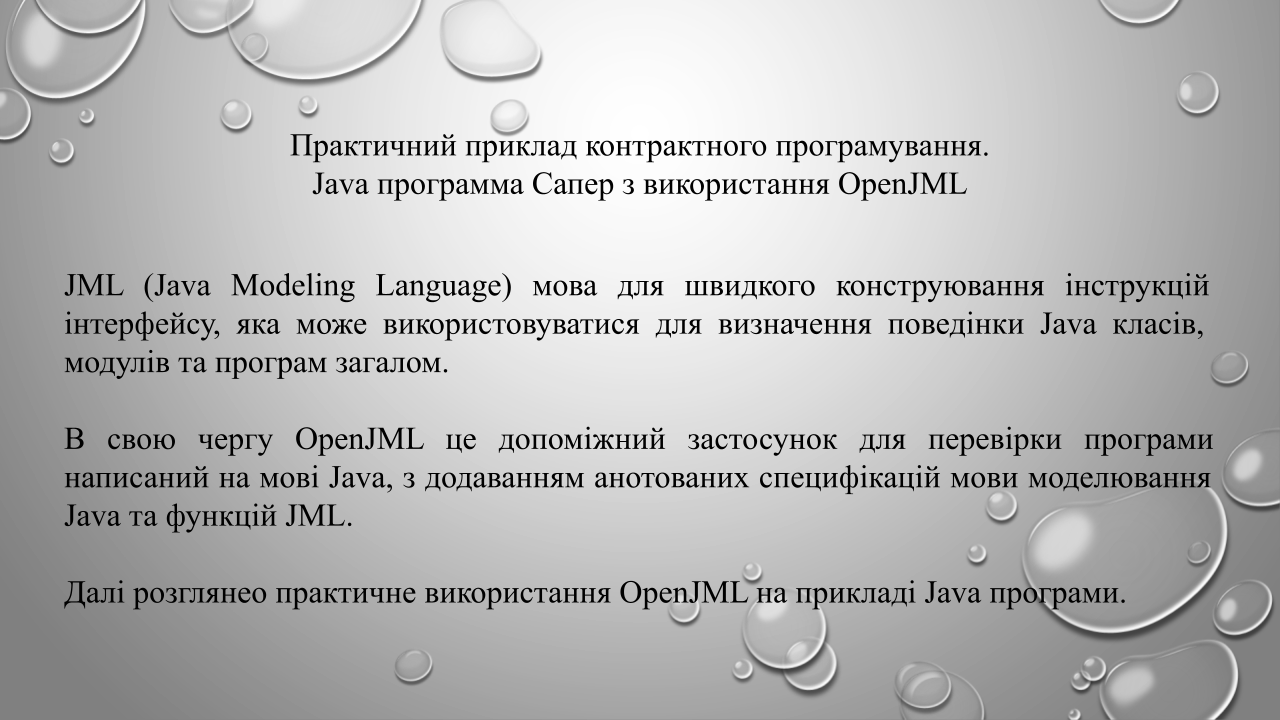 Практичний приклад контрактного програмування.
Java программа Сапер з використання OpenJML
JML (Java Modeling Language) мова для швидкого конструювання інструкцій
інтерфейсу, яка може використовуватися для визначення поведінки Java класів,
модулів та програм загалом.
В свою чергу OpenJML це допоміжний застосунок для перевірки програми
написаний на мові Java, з додаванням анотованих специфікацій мови моделювання
Java та функцій JML.
Далі розглянео практичне використання OpenJML на прикладі Java програми.